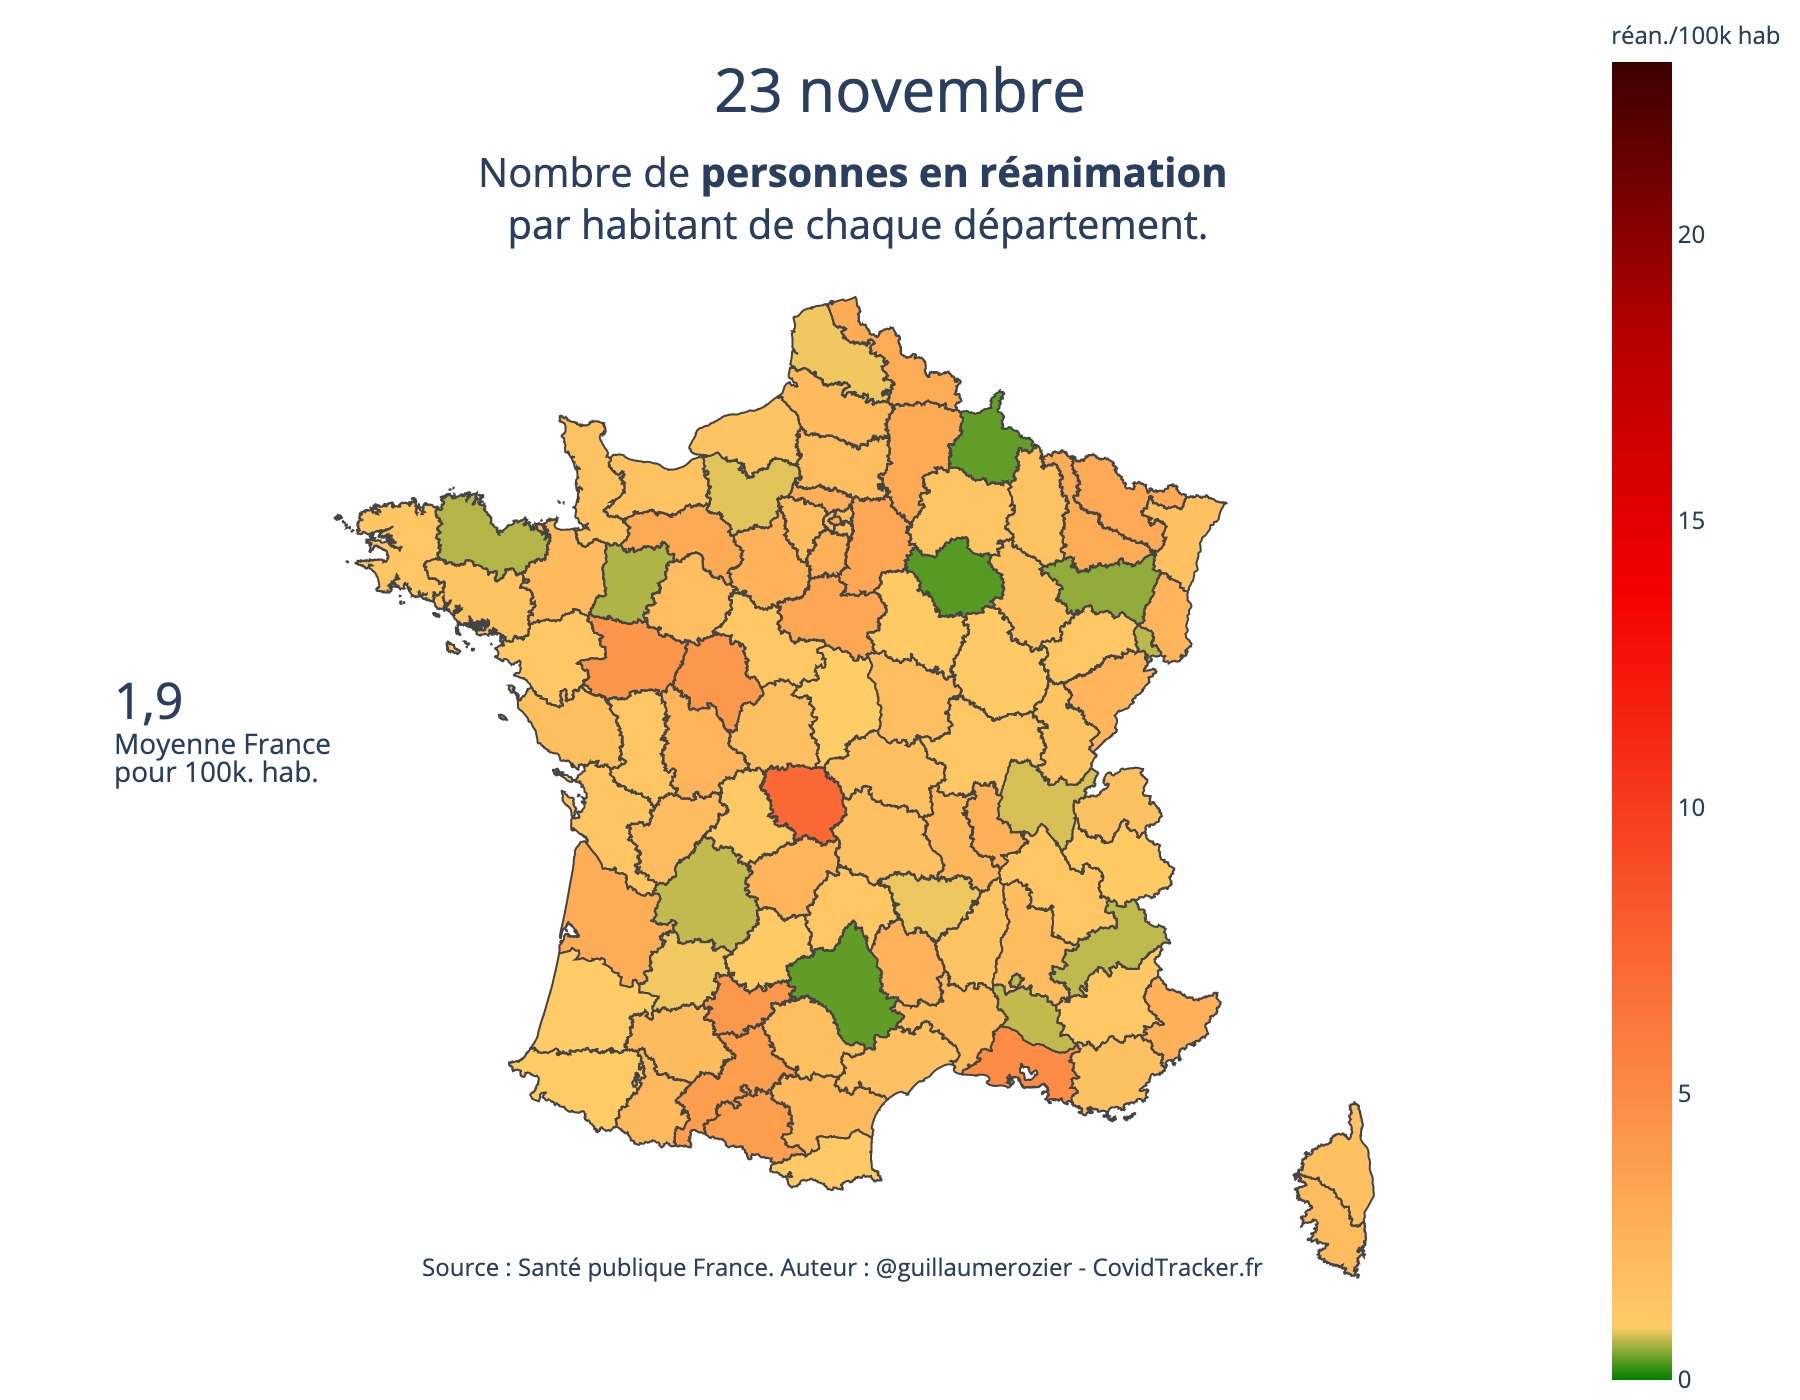 réan./100k hab
23 novembre
Nombre de personnes en réanimation
par habitant de chaque département.
20
15
1,9
Moyenne France
pour 100k. hab.
10
5
Source : Santé publique France. Auteur : @guillaumerozier - CovidTracker.fr
0